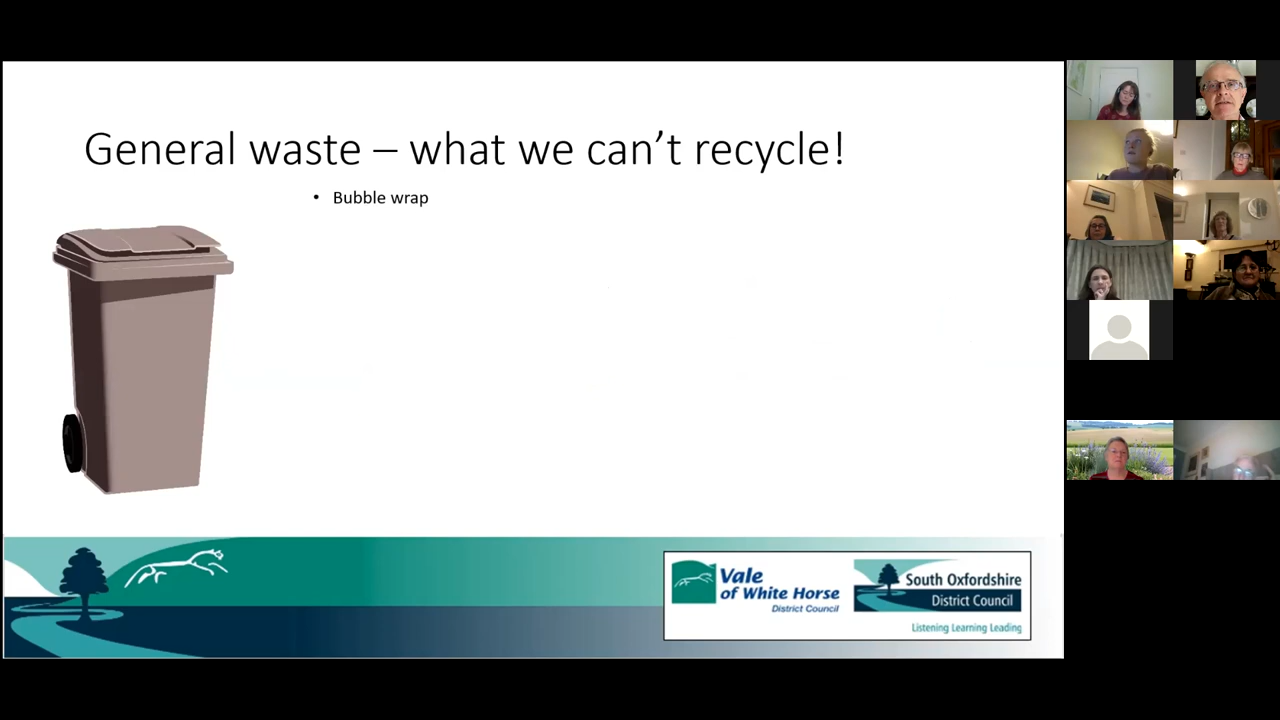 General waste – what we can’t recycle!
• Bubble wrap
Vale
of White Horse
District Council
South Oxfordshire
District Council
Listening Learning Leading